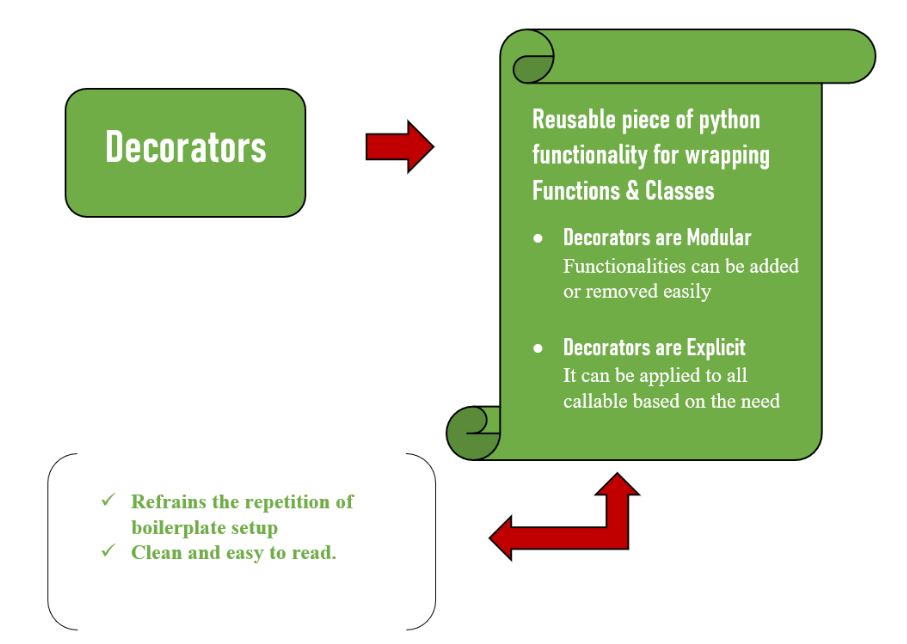 Decorators
Reusable piece of python
functionality for wrapping
Functions & Classes
• Decorators are Modular
Functionalities can be added
or removed easily
• Decorators are Explicit
It can be applied to all
callable based on the need
✓ Refrains the repetition of
boilerplate setup
✓ Clean and easy to read.